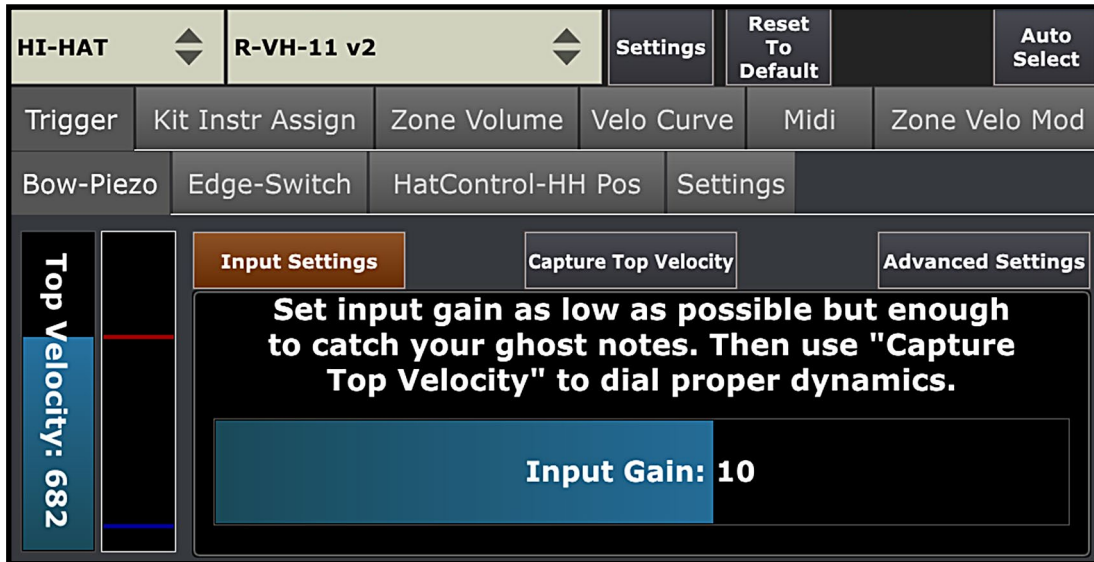 HI-HAT
R-VH-11 v2
Settings
Reset
To
Default
Auto
Select
Trigger
Kit Instr Assign
Zone Volume
Velo Curve
Midi
Zone Velo Mod
Bow-Piezo
Edge-Switch
HatControl-HH Pos
Settings
Top Velocity: 682
Input Settings
Capture Top Velocity
Advanced Settings
Set input gain as low as possible but enough
to catch your ghost notes. Then use "Capture
Top Velocity" to dial proper dynamics.
Input Gain: 10